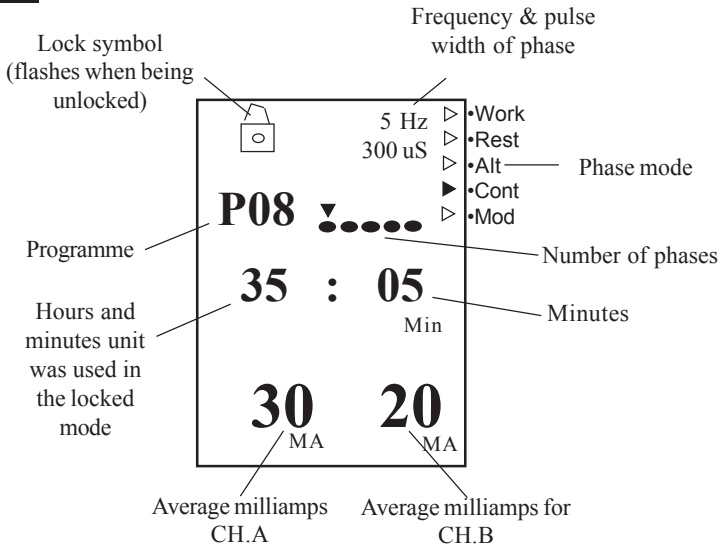 Frequency & pulse
width of phase
Lock symbol
(flashes when being
unlocked)
5 Hz
300 uS
•Work
•Rest
•Alt
•Cont
•Mod
Phase mode
P08
Programme
Number of phases
35 : 05
Min
Minutes
Hours and
minutes unit
was used in
the locked
mode
30 MA
20 MA
Average milliamps
CH.A
Average milliamps for
CH.B